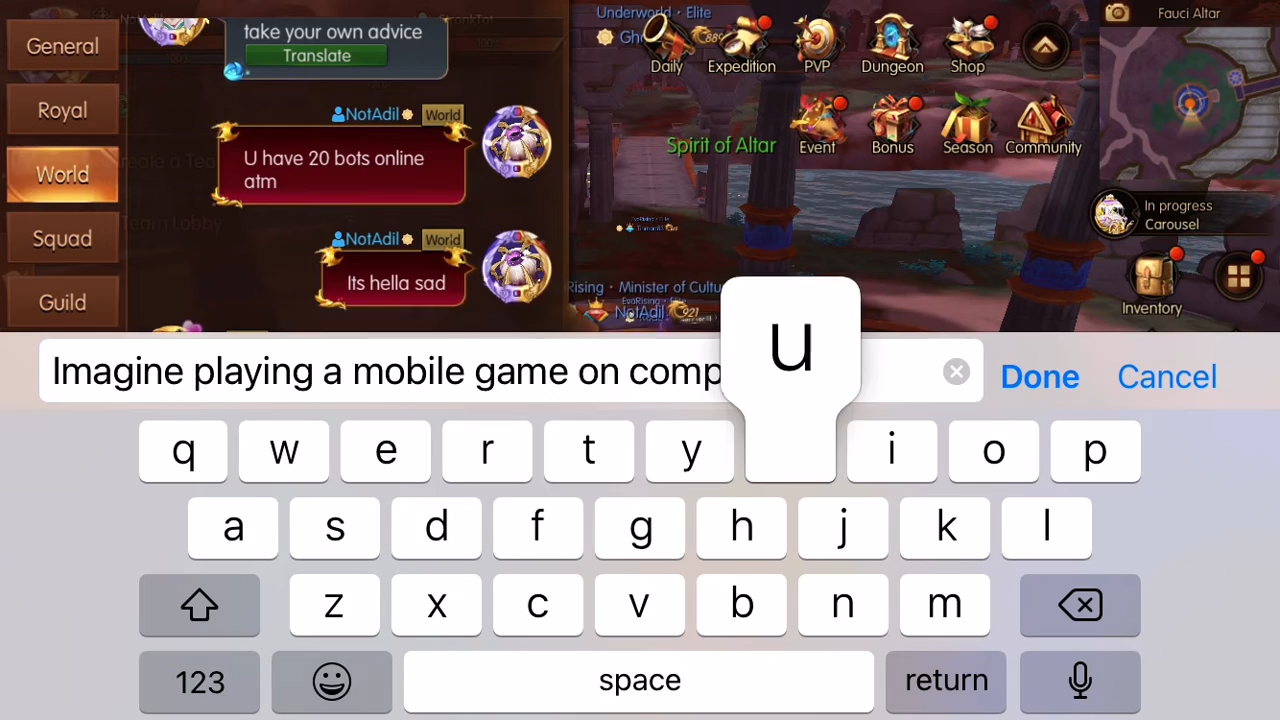 General
Royal
World
Squad
Guild
take your own advice
Translate
NotAdil World
U have 20 bots online
atm
NotAdil World
Its hella sad
Underworld • Elite
Daily
Expedition
PVP
Dungeon
Shop
Event
Bonus
Season
Community
Spirit of Altar
Fauci Altar
In progress
Carousel
Inventory
Rising • Minister of Cultu
EvoRising • Elite
NotAdil 921
Imagine playing a mobile game on comp
Done
Cancel
u
q w e r t y i o p
a s d f g h j k l
z x c v b n m
123 space return